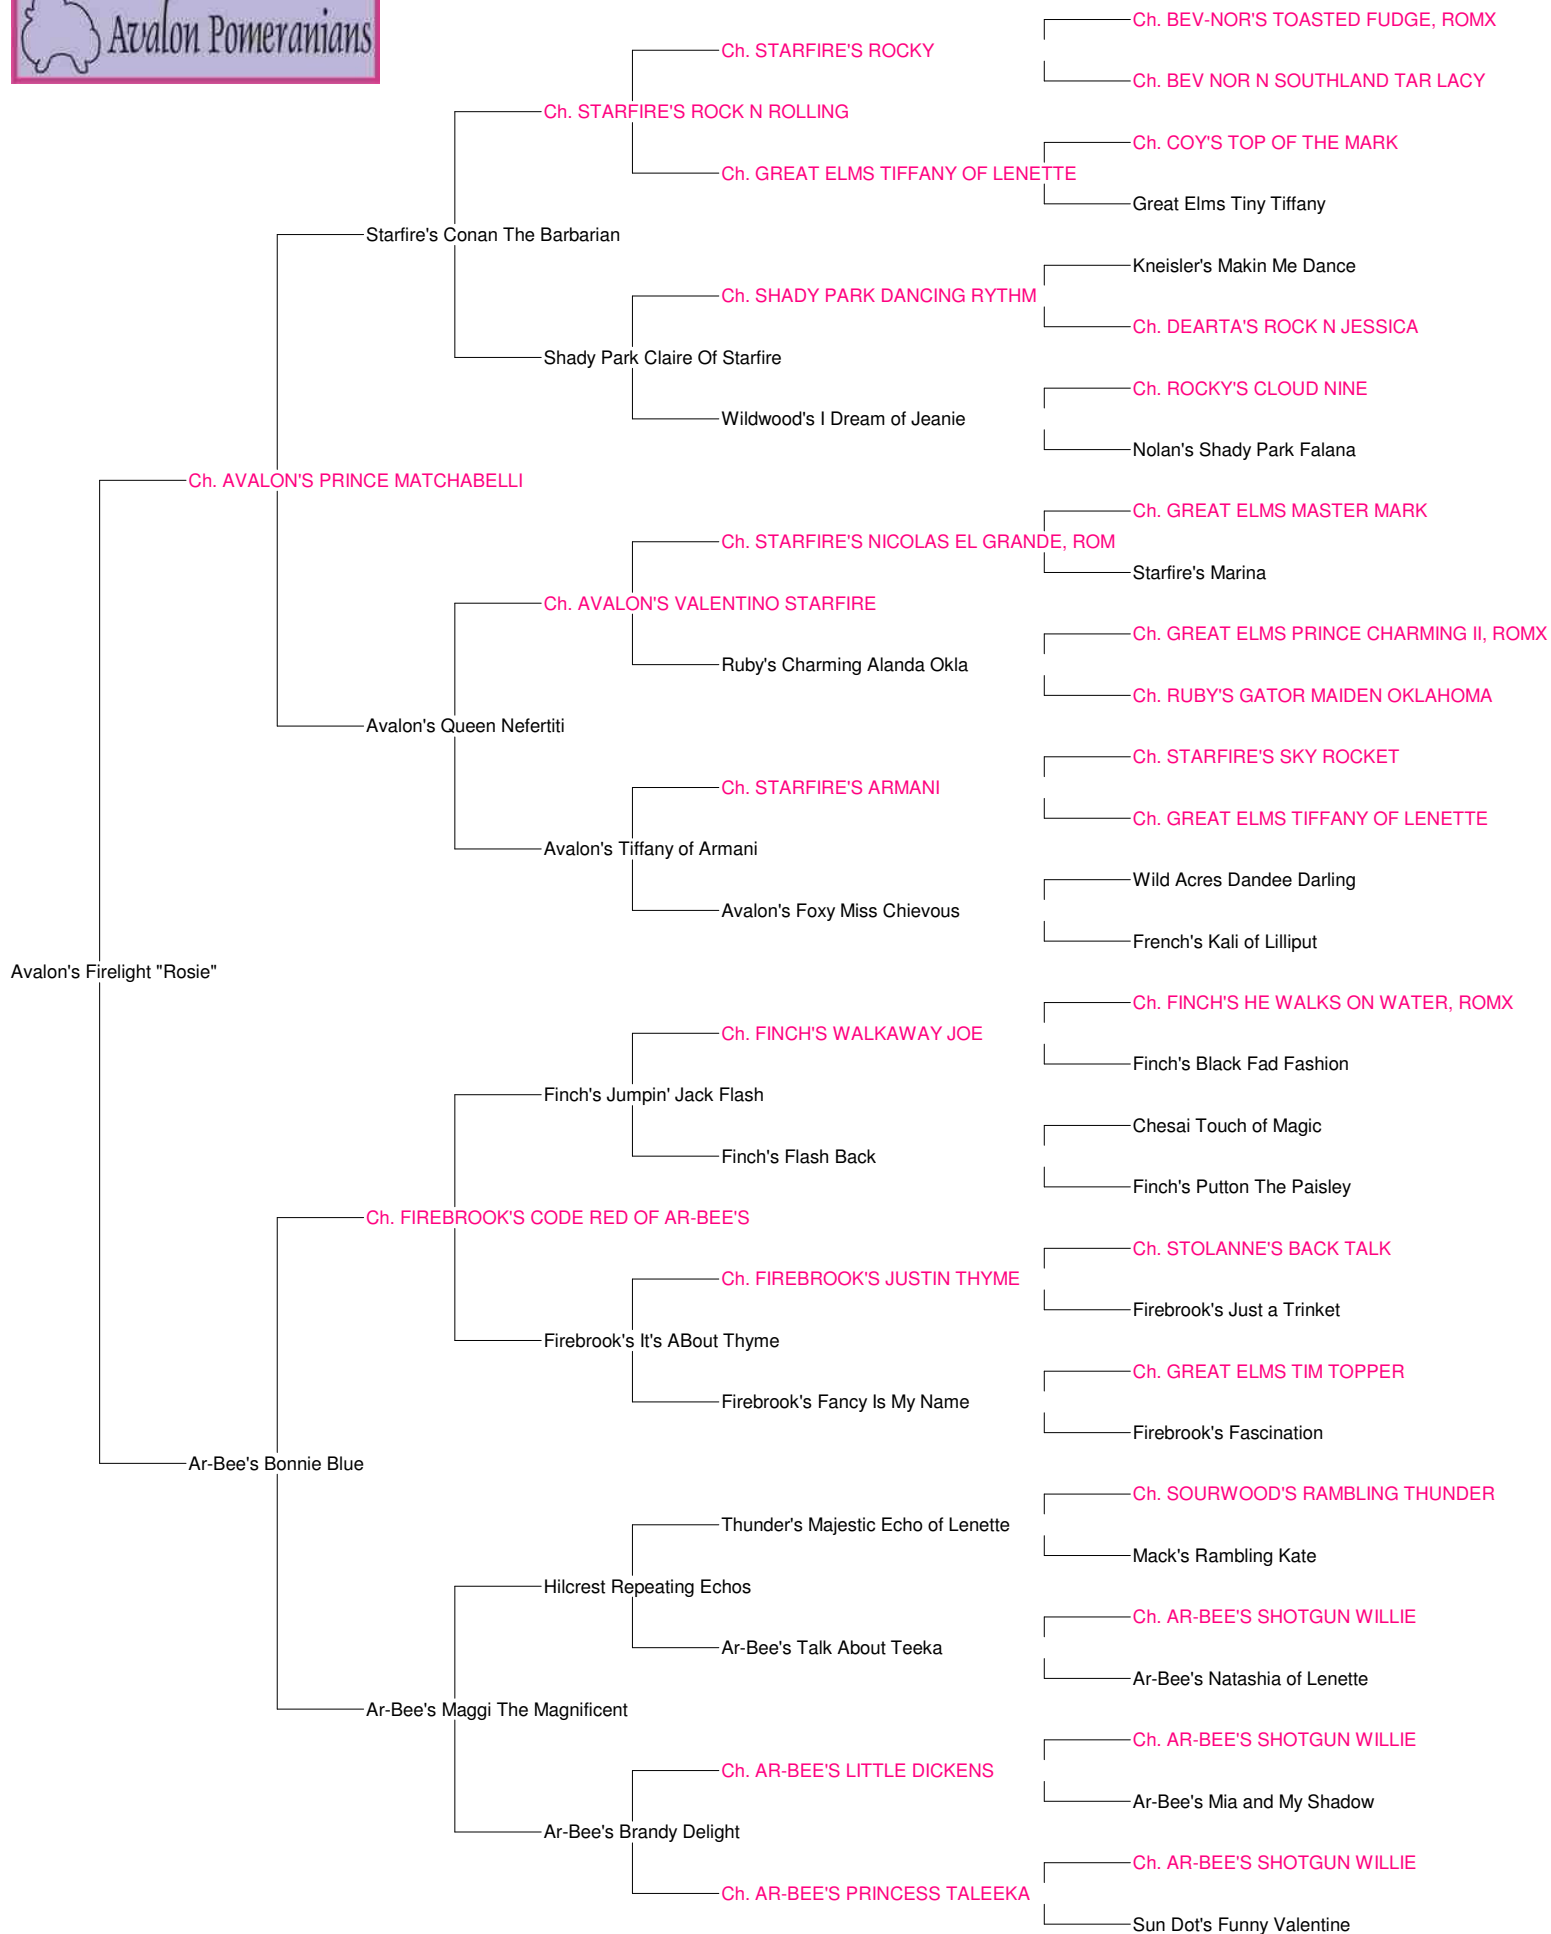 Avalon Pomeranians
Ch. BEV-NOR'S TOASTED FUDGE, ROMX
Ch. STARFIRE'S ROCKY
Ch. BEV NOR N SOUTHLAND TAR LACY
Ch. STARFIRE'S ROCK N ROLLING
Ch. COY'S TOP OF THE MARK
Ch. GREAT ELMS TIFFANY OF LENETTE
Great Elms Tiny Tiffany
Starfire's Conan The Barbarian
Kneisler's Makin Me Dance
Ch. SHADY PARK DANCING RYTHM
Ch. DEARTA'S ROCK N JESSICA
Shady Park Claire Of Starfire
Ch. ROCKY'S CLOUD NINE
Wildwood's I Dream of Jeanie
Nolan's Shady Park Falana
Ch. AVALON'S PRINCE MATCHABELLI
Ch. GREAT ELMS MASTER MARK
Ch. STARFIRE'S NICOLAS EL GRANDE, ROM
Starfire's Marina
Ch. AVALON'S VALENTINO STARFIRE
Ch. GREAT ELMS PRINCE CHARMING II, ROMX
Ruby's Charming Alanda Okla
Ch. RUBY'S GATOR MAIDEN OKLAHOMA
Avalon's Queen Nefertiti
Ch. STARFIRE'S SKY ROCKET
Ch. STARFIRE'S ARMANI
Ch. GREAT ELMS TIFFANY OF LENETTE
Avalon's Tiffany of Armani
Wild Acres Dandee Darling
Avalon's Foxy Miss Chievous
French's Kali of Lilliput
Avalon's Firelight "Rosie"
Ch. FINCH'S HE WALKS ON WATER, ROMX
Ch. FINCH'S WALKAWAY JOE
Finch's Black Fad Fashion
Finch's Jumpin' Jack Flash
Chesai Touch of Magic
Finch's Flash Back
Finch's Putton The Paisley
Ch. FIREBROOK'S CODE RED OF AR-BEE'S
Ch. STOLANNE'S BACK TALK
Ch. FIREBROOK'S JUSTIN THYME
Firebrook's Just a Trinket
Firebrook's It's ABout Thyme
Ch. GREAT ELMS TIM TOPPER
Firebrook's Fancy Is My Name
Firebrook's Fascination
Ar-Bee's Bonnie Blue
Ch. SOURWOOD'S RAMBLING THUNDER
Thunder's Majestic Echo of Lenette
Mack's Rambling Kate
Hilcrest Repeating Echos
Ch. AR-BEE'S SHOTGUN WILLIE
Ar-Bee's Talk About Teeka
Ar-Bee's Natashia of Lenette
Ar-Bee's Maggi The Magnificent
Ch. AR-BEE'S SHOTGUN WILLIE
Ch. AR-BEE'S LITTLE DICKENS
Ar-Bee's Mia and My Shadow
Ar-Bee's Brandy Delight
Ch. AR-BEE'S SHOTGUN WILLIE
Ch. AR-BEE'S PRINCESS TALEEKA
Sun Dot's Funny Valentine